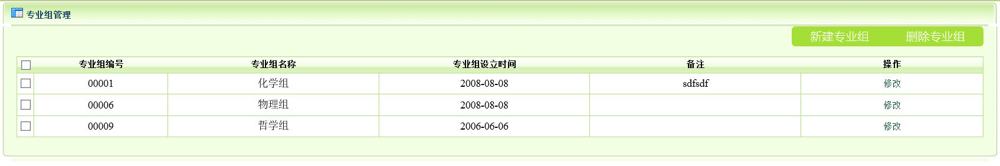 专业组管理
新建专业组 删除专业组
专业组编号 专业组名称 专业组设立时间 备注 操作
00001 化学组 2008-08-08 sdfsdf 修改
00006 物理组 2008-08-08 修改
00009 哲学组 2006-06-06 修改